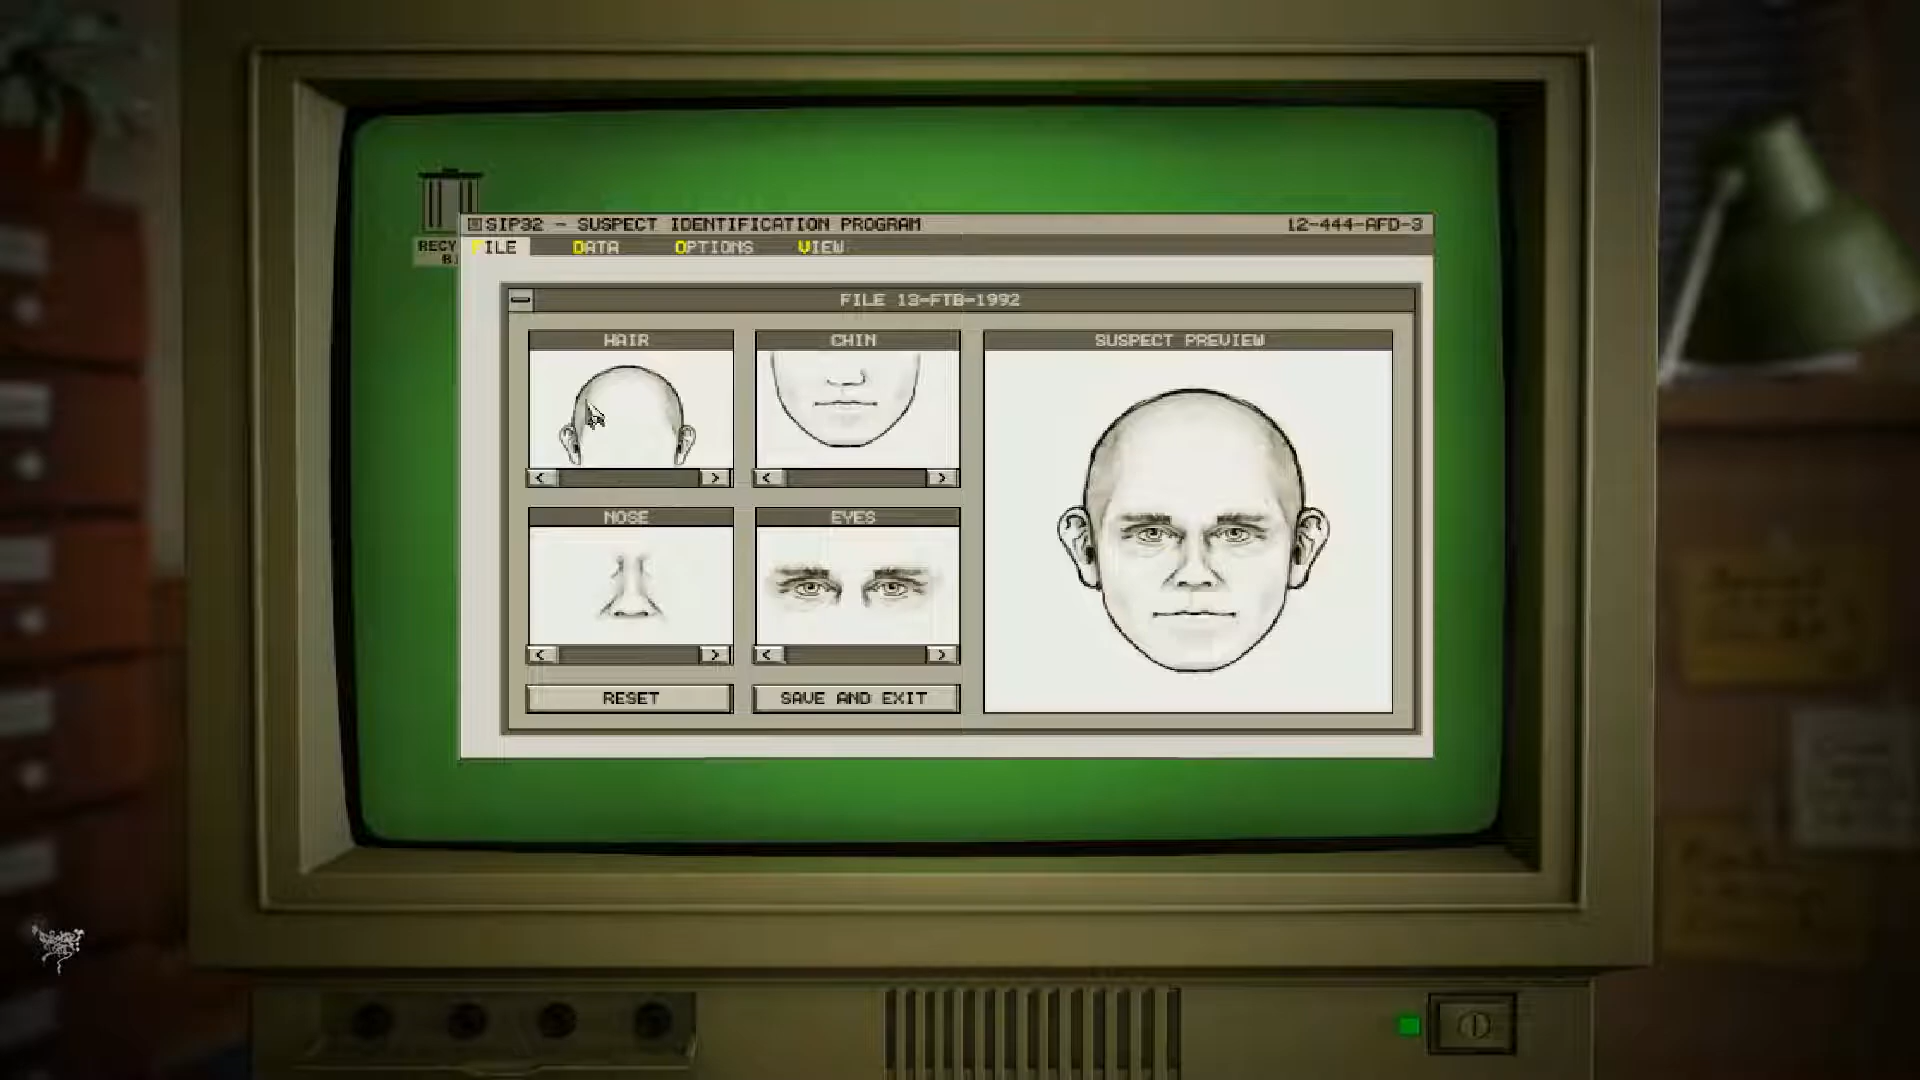 SIP32 - SUSPECT IDENTIFICATION PROGRAM
12-444-AFD-3
RECY
FILE DATA OPTIONS VIEW
FILE 13-FTB-1992
HAIR
CHIN
SUSPECT PREVIEW
< >
< >
NOSE
EYES
< >
< >
RESET
SAVE AND EXIT